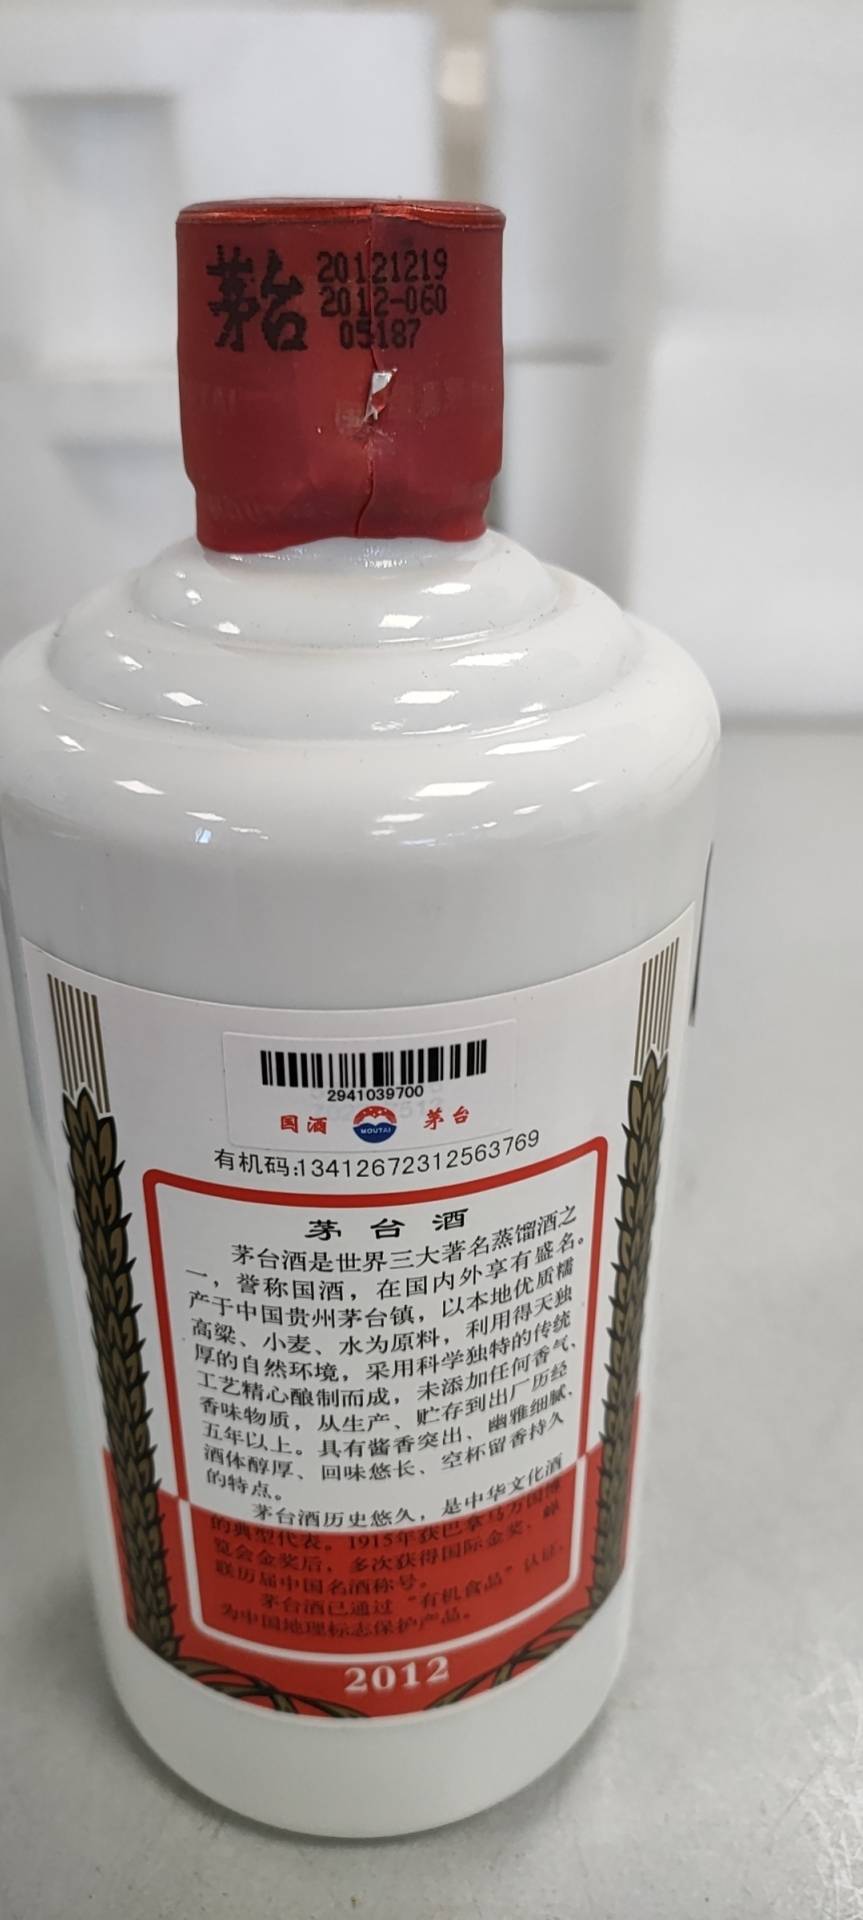 茅台
20121219
2012-060
05187
2941039700
国酒 MOUTAI 茅台
有机码:13412672312563769
茅台酒
茅台酒是世界三大著名蒸馏酒之
一，誉称国酒，在国内外享有盛名。
产于中国贵州茅台镇，以本地优质糯
高粱、小麦、水为原料，利用得天独
厚的自然环境，采用科学独特的传统
工艺精心酿制而成，未添加任何香气、
香味物质，从生产、贮存到出厂历经
五年以上。具有酱香突出、幽雅细腻、
酒体醇厚、回味悠长、空杯留香持久
的特点。
茅台酒历史悠久，是中华文化酒
的典型代表。1915年获巴拿马万国博
览会金奖后，多次获得国际金奖、蝉
联历届中国名酒称号。
茅台酒已通过“有机食品”认证，
为中国地理标志保护产品。
2012